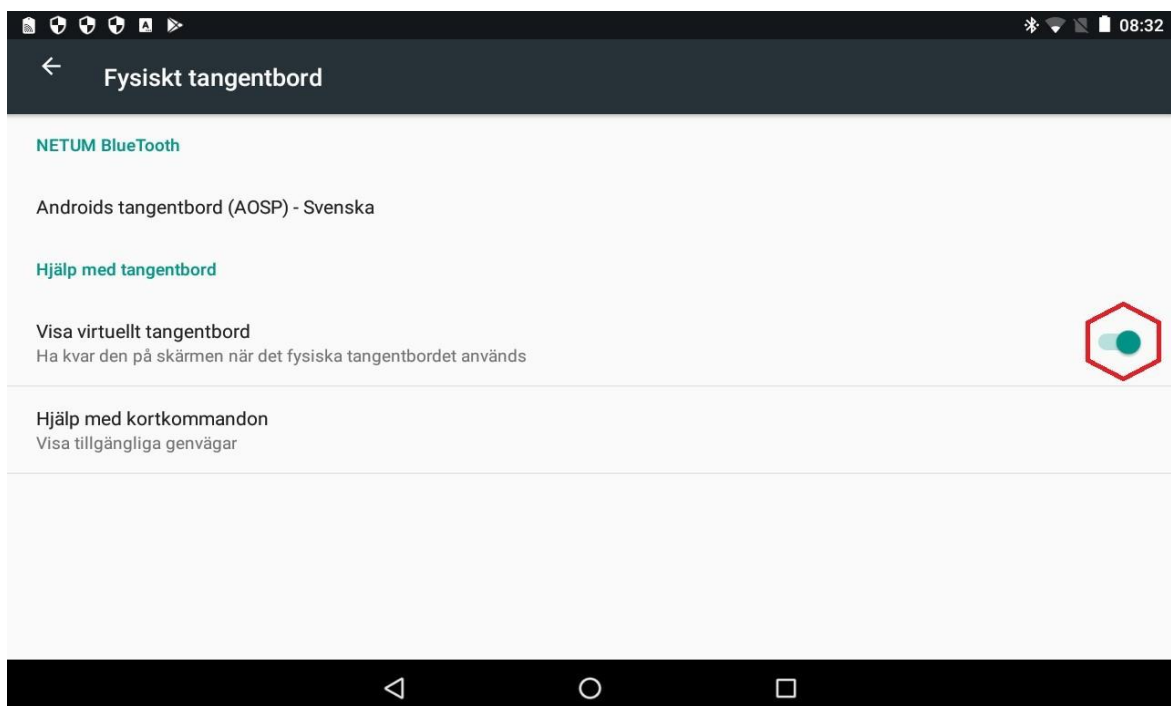 08:32
Fysiskt tangentbord
NETUM BlueTooth
Androids tangentbord (AOSP) - Svenska
Hjälp med tangentbord
Visa virtuellt tangentbord
Ha kvar den på skärmen när det fysiska tangentbordet används
Hjälp med kortkommandon
Visa tillgängliga genvägar